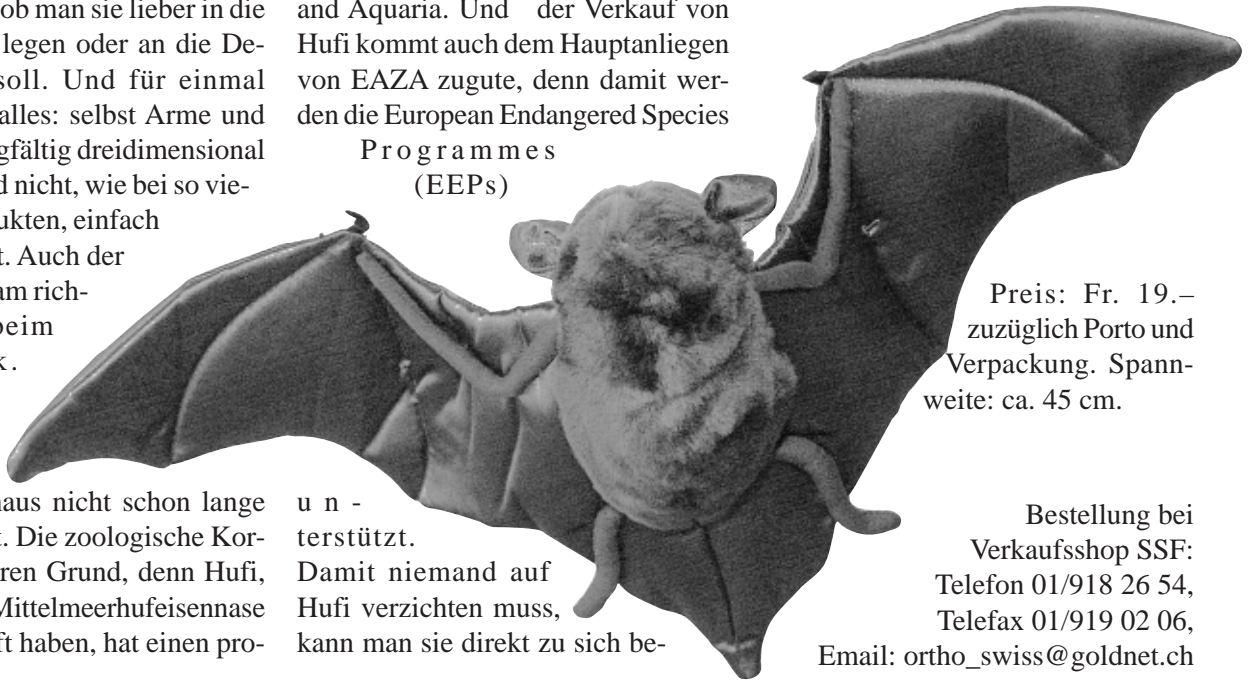 ob man sie lieber in die
legen oder an die De-
soll. Und für einmal
alles: selbst Arme und
gfältig dreidimensional
d nicht, wie bei so vie-
ukten, einfach
t. Auch der
am rich-
beim
k.
haus nicht schon lange
t. Die zoologische Kor-
ren Grund, denn Hufi,
Mittelmeerhufeisennase
ft haben, hat einen pro-
and Aquaria. Und der Verkauf von
Hufi kommt auch dem Hauptanliegen
von EAZA zugute, denn damit wer-
den die European Endangered Species
Programmes
(EEPs)
un-
terstützt.
Damit niemand auf
Hufi verzichten muss,
kann man sie direkt zu sich be-
Preis: Fr. 19.–
zuzüglich Porto und
Verpackung. Spann-
weite: ca. 45 cm.
Bestellung bei
Verkaufsshop SSF:
Telefon 01/918 26 54,
Telefax 01/919 02 06,
Email: ortho_swiss@goldnet.ch